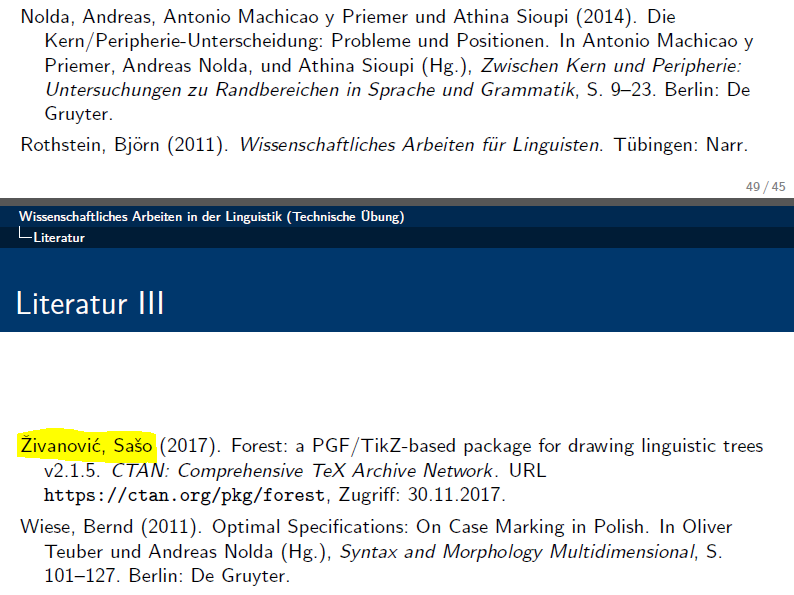 Nolda, Andreas, Antonio Machicao y Priemer und Athina Sioupi (2014). Die
Kern/Peripherie-Unterscheidung: Probleme und Positionen. In Antonio Machicao y
Priemer, Andreas Nolda, und Athina Sioupi (Hg.), Zwischen Kern und Peripherie:
Untersuchungen zu Randbereichen in Sprache und Grammatik, S. 9–23. Berlin: De
Gruyter.
Rothstein, Björn (2011). Wissenschaftliches Arbeiten für Linguisten. Tübingen: Narr.
49 / 45
Wissenschaftliches Arbeiten in der Linguistik (Technische Übung)
Literatur
Literatur III
Živanović, Sašo (2017). Forest: a PGF/TikZ-based package for drawing linguistic trees
v2.1.5. CTAN: Comprehensive TeX Archive Network. URL
https://ctan.org/pkg/forest, Zugriff: 30.11.2017.
Wiese, Bernd (2011). Optimal Specifications: On Case Marking in Polish. In Oliver
Teuber und Andreas Nolda (Hg.), Syntax and Morphology Multidimensional, S.
101–127. Berlin: De Gruyter.